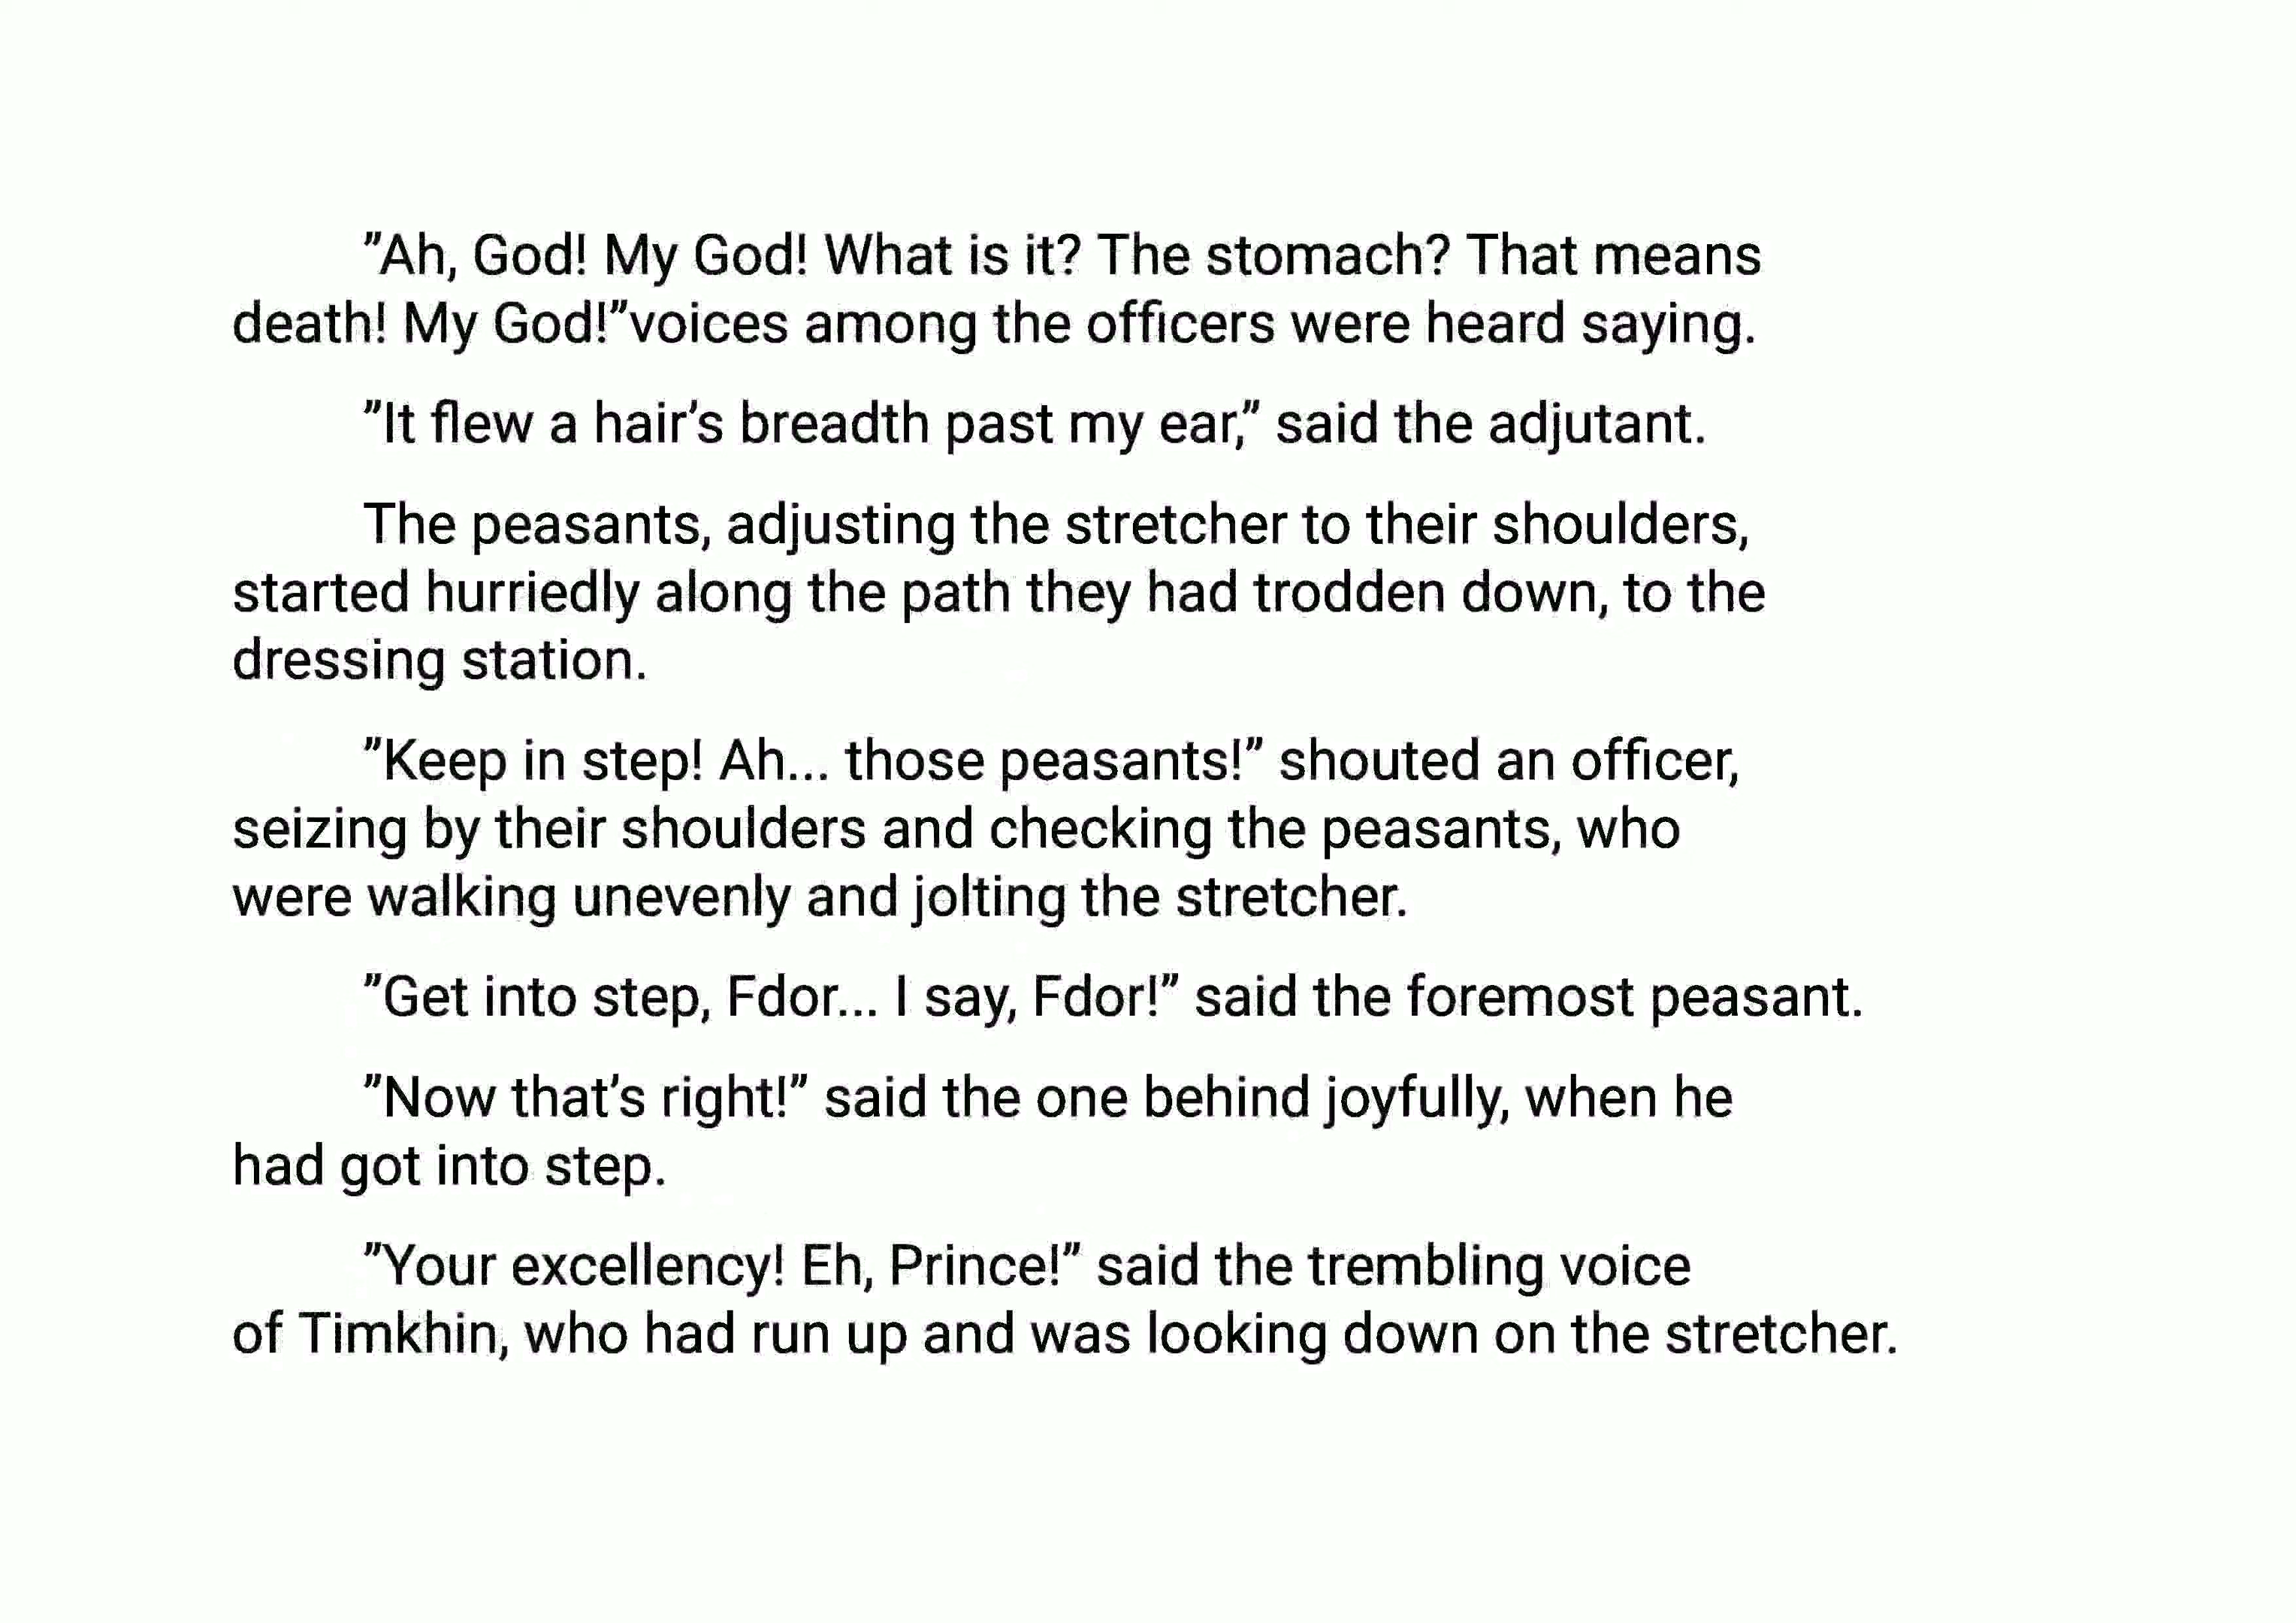 ”Ah, God! My God! What is it? The stomach? That means
death! My God!”voices among the officers were heard saying.
”It flew a hair’s breadth past my ear,” said the adjutant.
The peasants, adjusting the stretcher to their shoulders,
started hurriedly along the path they had trodden down, to the
dressing station.
”Keep in step! Ah... those peasants!” shouted an officer,
seizing by their shoulders and checking the peasants, who
were walking unevenly and jolting the stretcher.
”Get into step, Fdor... I say, Fdor!” said the foremost peasant.
”Now that’s right!” said the one behind joyfully, when he
had got into step.
”Your excellency! Eh, Prince!” said the trembling voice
of Timkhin, who had run up and was looking down on the stretcher.